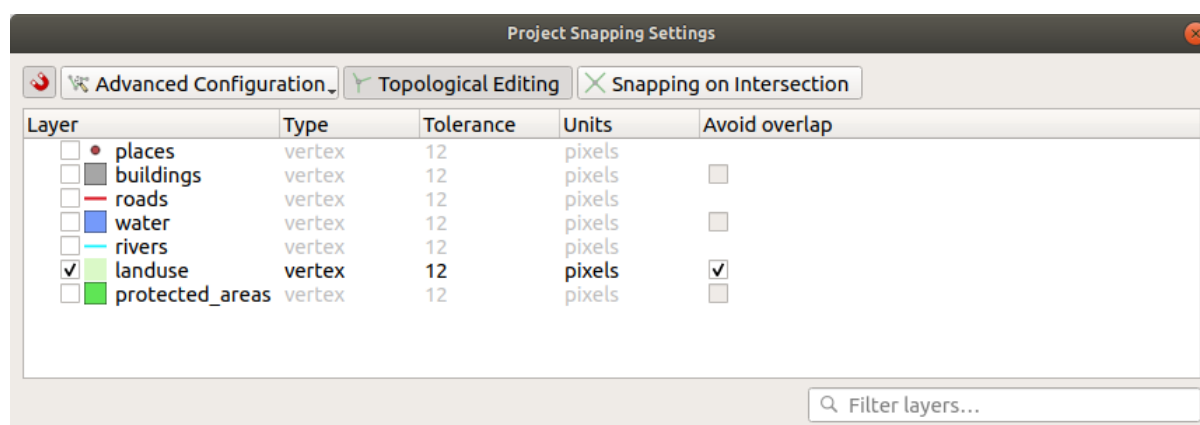 Project Snapping Settings
Advanced Configuration Topological Editing Snapping on Intersection
Layer Type Tolerance Units Avoid overlap
places vertex 12 pixels
buildings vertex 12 pixels
roads vertex 12 pixels
water vertex 12 pixels
rivers vertex 12 pixels
landuse vertex 12 pixels
protected_areas vertex 12 pixels
Filter layers...